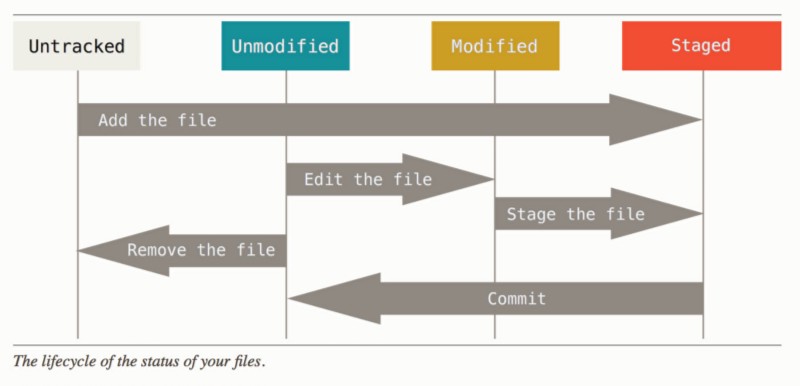 Untracked
Unmodified
Modified
Staged
Add the file
Edit the file
Stage the file
Remove the file
Commit
The lifecycle of the status of your files.